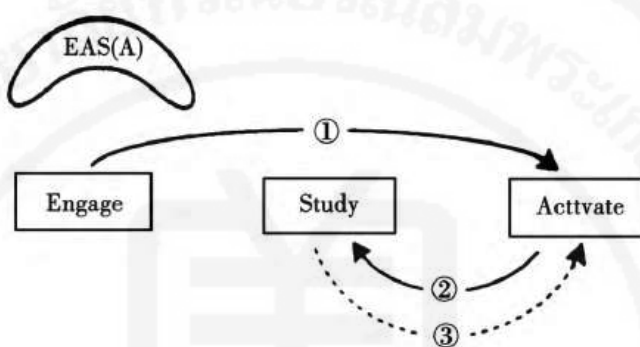 EAS(A)
①
Engage
Study
Acttvate
②
③